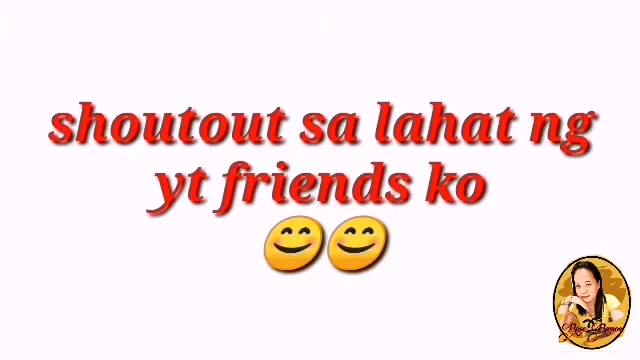 shoutout sa lahat ng
yt friends ko
😊😊